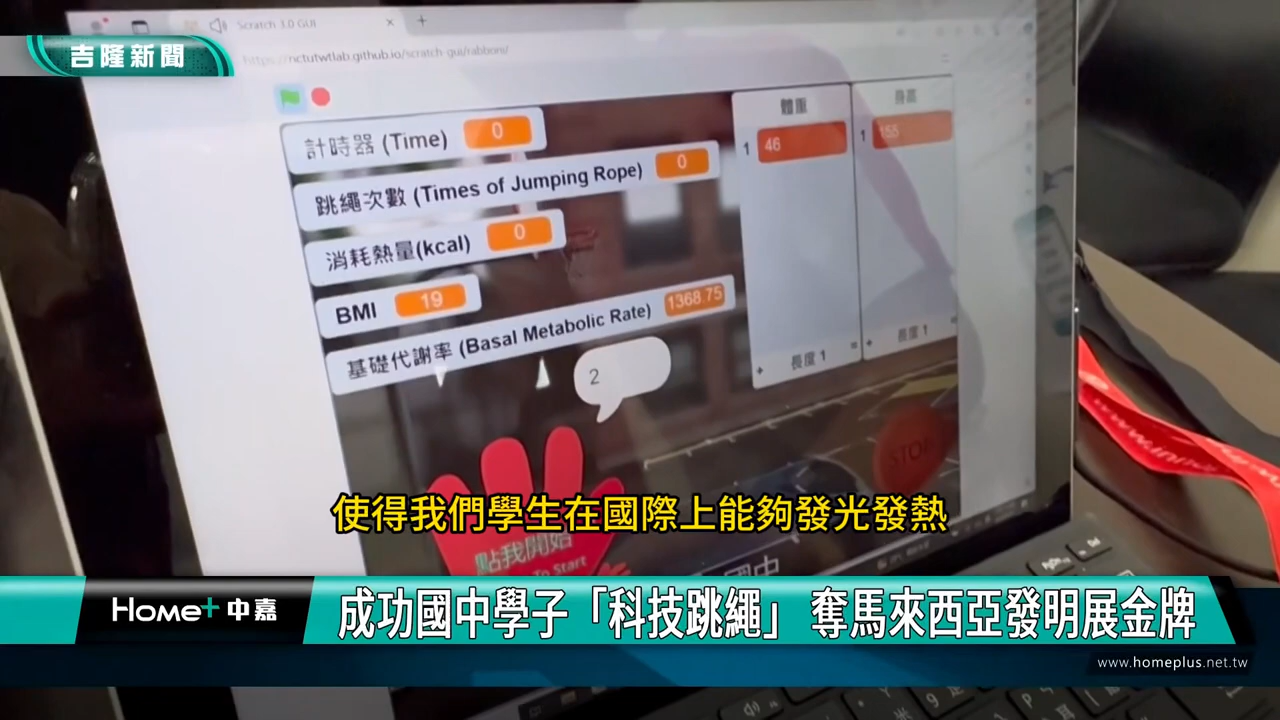 吉隆新聞
Scratch 3.0 GUI
https://nctutwtlab.github.io/scratch-gui/rabboni/
計時器 (Time) 0
跳繩次數 (Times of Jumping Rope) 0
消耗熱量(kcal) 0
BMI 19
基礎代謝率 (Basal Metabolic Rate) 1368.75
體重
1 46
+ 長度 1 =
身高
1 155
+ 長度 1 =
2
STOP
點我開始
To Start
國中
使得我們學生在國際上能夠發光發熱
Home+中嘉
成功國中學子「科技跳繩」 奪馬來西亞發明展金牌
www.homeplus.net.tw